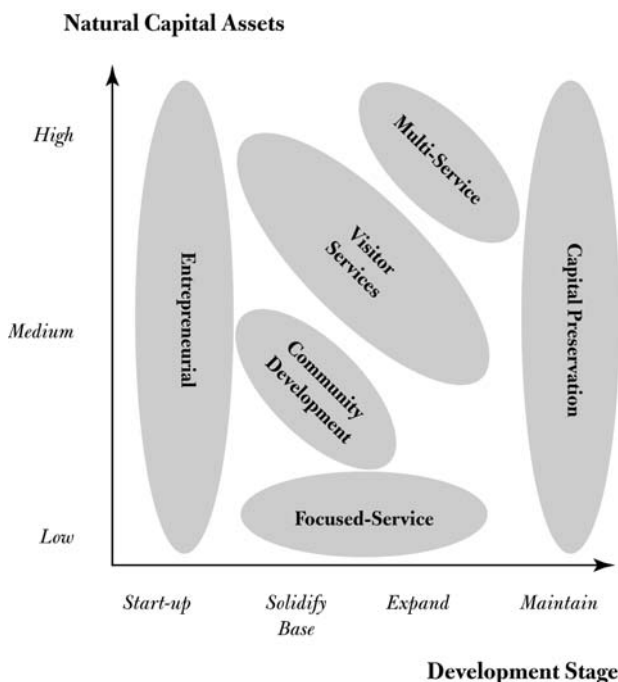 Natural Capital Assets
High
Multi-Service
Visitor
Services
Entrepreneurial
Capital Preservation
Medium
Community
Development
Focused-Service
Low
Start-up
Solidify
Base
Expand
Maintain
Development Stage